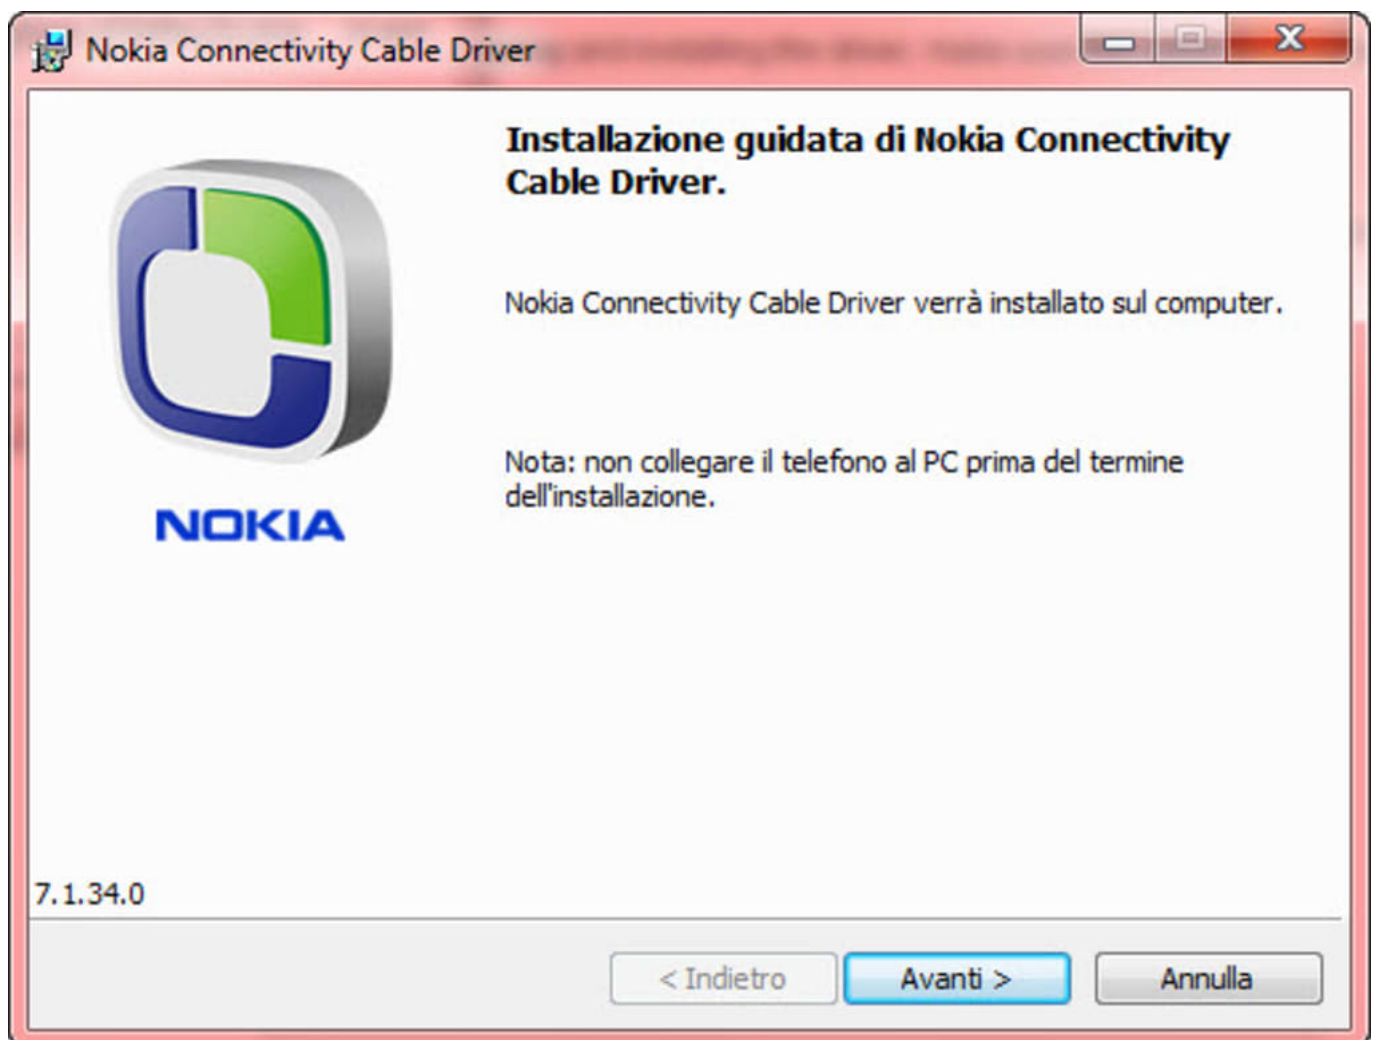 Nokia Connectivity Cable Driver
Installazione guidata di Nokia Connectivity
Cable Driver.
Nokia Connectivity Cable Driver verrà installato sul computer.
Nota: non collegare il telefono al PC prima del termine
dell'installazione.
NOKIA
7.1.34.0
< Indietro
Avanti >
Annulla